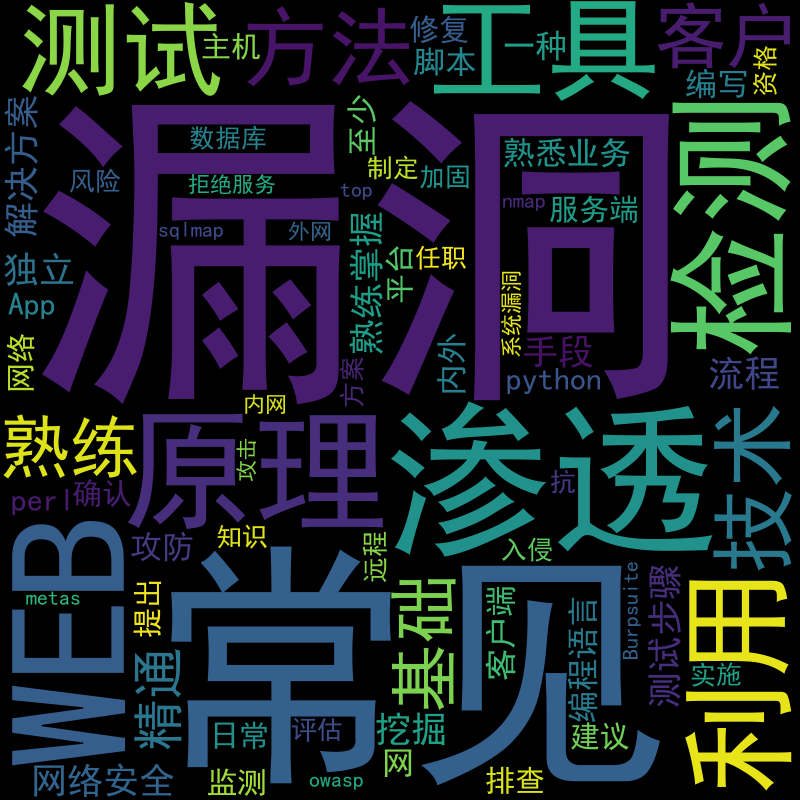 测试
主机
方法
修复
脚本
工具
一种
客户
编写
资格
解决方案
漏洞
数据库
至少
熟悉业务
检测
风险
拒绝服务
制定
加固
top
nmap
服务端
sqlmap
外网
熟练掌握
平台
任职
独立
App
系统漏洞
网络
内外
手段
方案
python
流程
内网
熟练
原理
渗透
技术
攻击
perl
确认
抗
攻防
知识
远程
入侵
WEB
常见
metas
提出
基础
客户端
编程语言
Burpsuite
测试步骤
利用
精通
实施
日常
评估
挖掘
网
建议
网络安全
监测
owasp
排查